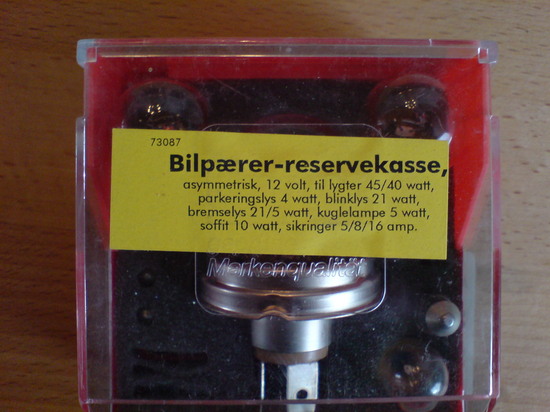 73087
Bilpærer-reservekasse,
asymmetrisk, 12 volt, til lygter 45/40 watt,
parkeringslys 4 watt, blinklys 21 watt,
bremselys 21/5 watt, kuglelampe 5 watt,
soffit 10 watt, sikringer 5/8/16 amp.
Markenqualität